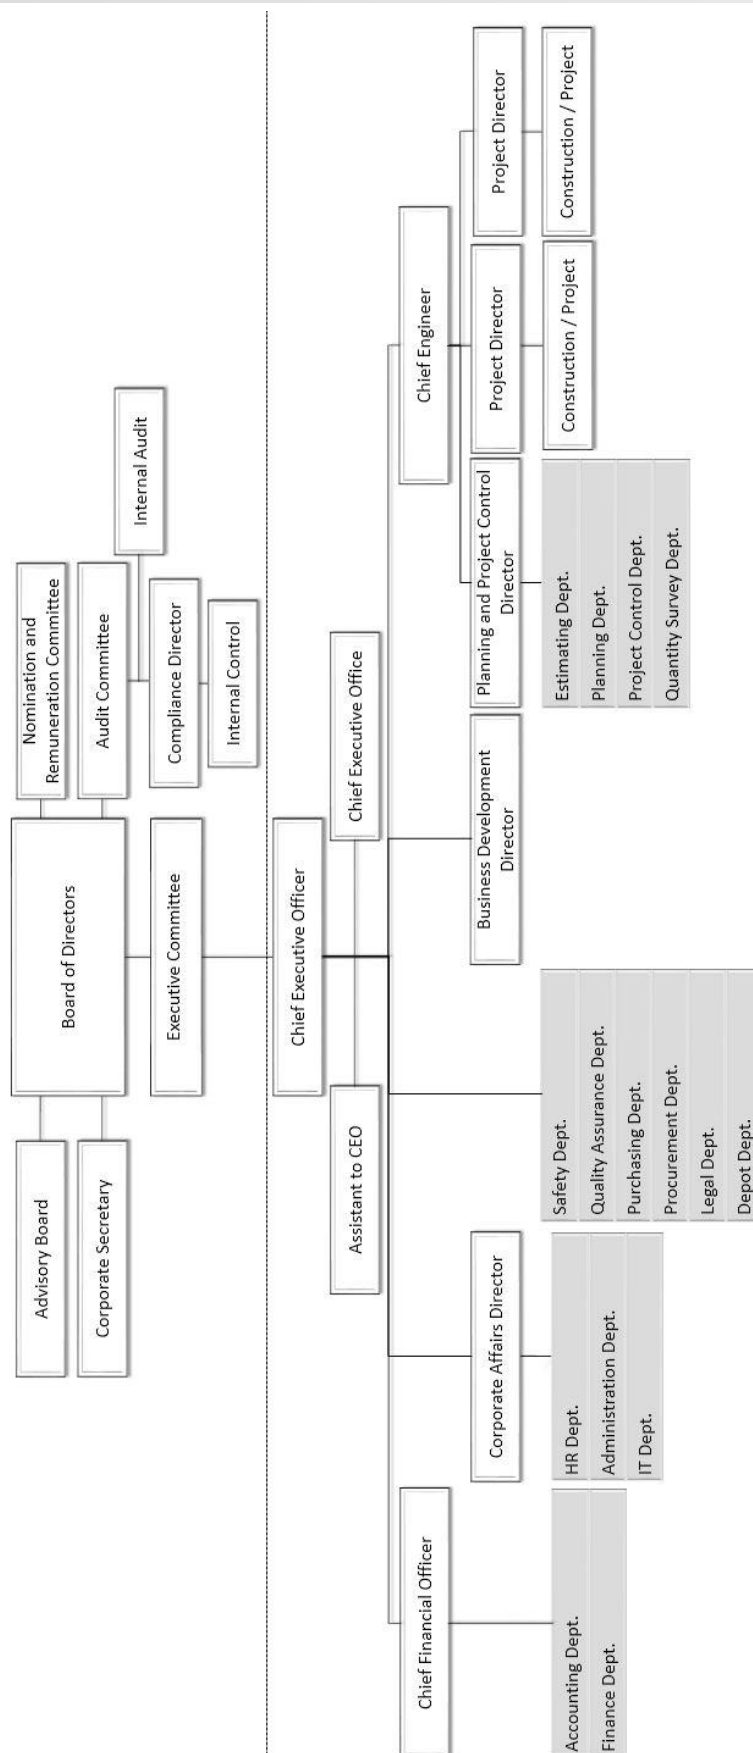 Board of Directors
Advisory Board
Corporate Secretary
Nomination and
Remuneration Committee
Audit Committee
Internal Audit
Executive Committee
Compliance Director
Internal Control
Chief Executive Officer
Assistant to CEO
Chief Executive Office
Chief Financial Officer
Chief Engineer
Corporate Affairs Director
Business Development
Director
Planning and Project Control
Director
Project Director
Project Director
Accounting Dept.
Finance Dept.
HR Dept.
Administration Dept.
IT Dept.
Safety Dept.
Quality Assurance Dept.
Purchasing Dept.
Procurement Dept.
Legal Dept.
Depot Dept.
Estimating Dept.
Planning Dept.
Project Control Dept.
Quantity Survey Dept.
Construction / Project
Construction / Project